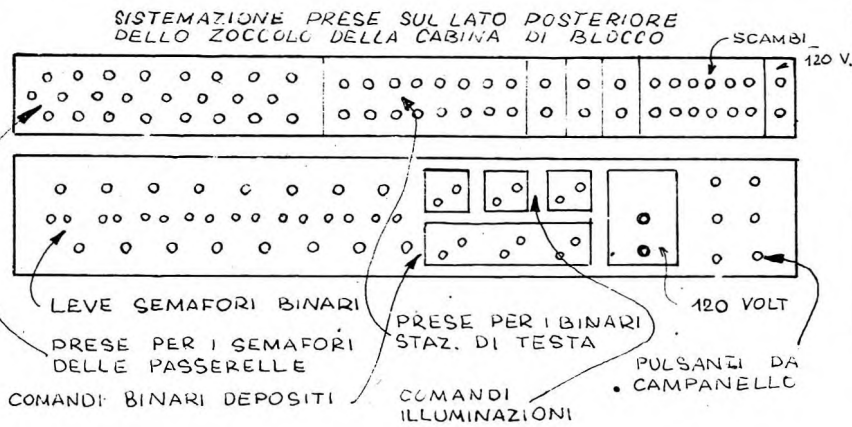 SISTEMAZIONE PRESE SUL LATO POSTERIORE
DELLO ZOCCOLO DELLA CABINA DI BLOCCO
SCAMBI
120 V.
LEVE SEMAFORI BINARI
120 VOLT
PRESE PER I SEMAFORI
DELLE PASSERELLE
PRESE PER I BINARI
STAZ. DI TESTA
PULSANTI DA
CAMPANELLO
COMANDI BINARI DEPOSITI
COMANDI
ILLUMINAZIONI